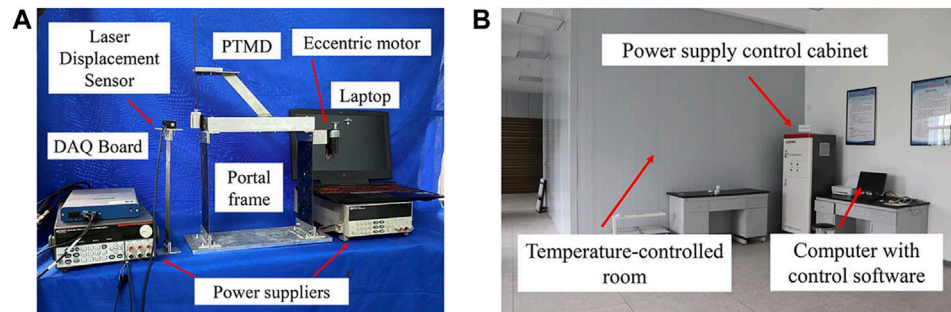 A
Laser
Displacement
Sensor
PTMD
Eccentric motor
Laptop
DAQ Board
Portal
frame
Power suppliers
B
Power supply control cabinet
Temperature-controlled
room
Computer with
control software